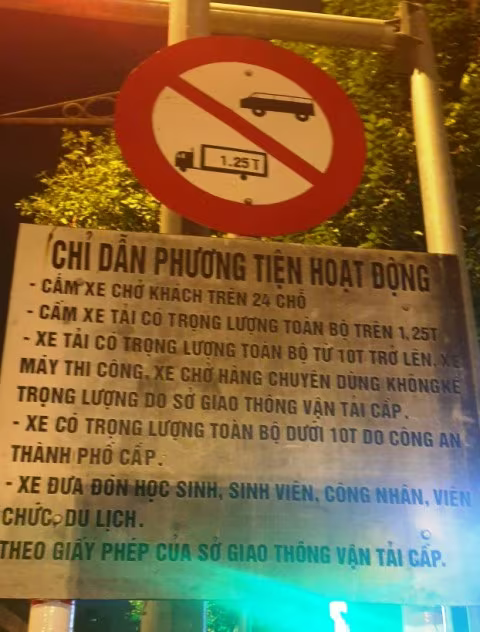 1.25T
CHỈ DẪN PHƯƠNG TIỆN HOẠT ĐỘNG
- CẤM XE CHỞ KHÁCH TRÊN 24 CHỖ
- CẤM XE TẢI CÓ TRỌNG LƯỢNG TOÀN BỘ TRÊN 1,25T
- XE TẢI CÓ TRỌNG LƯỢNG TOÀN BỘ TỪ 10T TRỞ LÊN, XE
MÁY THI CÔNG, XE CHỞ HÀNG CHUYÊN DÙNG KHÔNG KỂ
TRỌNG LƯỢNG DO SỞ GIAO THÔNG VẬN TẢI CẤP.
- XE CÓ TRỌNG LƯỢNG TOÀN BỘ DƯỚI 10T DO CÔNG AN
THÀNH PHỐ CẤP.
- XE ĐƯA ĐÓN HỌC SINH, SINH VIÊN, CÔNG NHÂN, VIÊN
CHỨC, DU LỊCH.
THEO GIẤY PHÉP CỦA SỞ GIAO THÔNG VẬN TẢI CẤP.